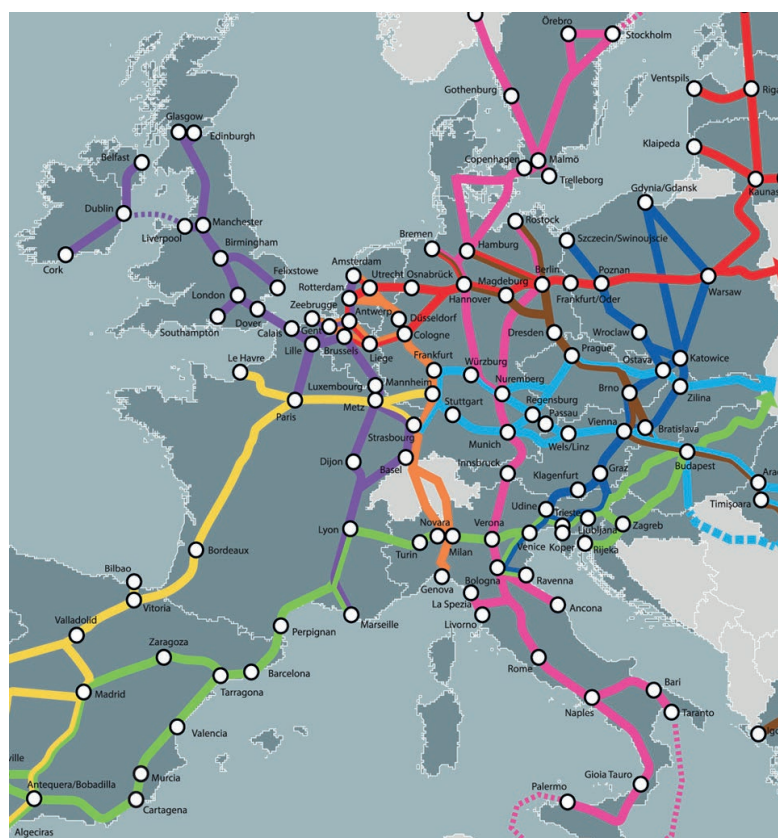 Örebro
Stockholm
Ventspils
Riga
Gothenburg
Glasgow
Edinburgh
Klaipeda
Belfast
Copenhagen
Malmö
Trelleborg
Kaunas
Gdynia/Gdansk
Dublin
Manchester
Rostock
Liverpool
Bremen
Szczecin/Swinoujscie
Cork
Birmingham
Hamburg
Felixstowe
Amsterdam
Utrecht
Osnabrück
Magdeburg
Berlin
Poznan
Rotterdam
Hannover
Frankfurt/Oder
Warsaw
London
Zeebrugge
Antwerp
Düsseldorf
Southampton
Dover
Calais
Gent
Cologne
Dresden
Wroclaw
Lille
Brussels
Liege
Prague
Ostava
Katowice
Le Havre
Frankfurt
Würzburg
Luxembourg
Mannheim
Nuremberg
Brno
Zilina
Paris
Metz
Stuttgart
Regensburg
Passau
Vienna
Bratislava
Strasbourg
Munich
Wels/Linz
Dijon
Basel
Innsbruck
Graz
Budapest
Klagenfurt
Arad
Udine
Trieste
Timişoara
Lyon
Novara
Verona
Ljubljana
Zagreb
Turin
Milan
Venice
Koper
Rijeka
Bordeaux
Genova
Bologna
Ravenna
Bilbao
La Spezia
Ancona
Vitoria
Marseille
Livorno
Valladolid
Perpignan
Zaragoza
Rome
Barcelona
Bari
Madrid
Tarragona
Naples
Taranto
Valencia
ville
Igo
Murcia
Gioia Tauro
Antequera/Bobadilla
Palermo
Cartagena
Algeciras